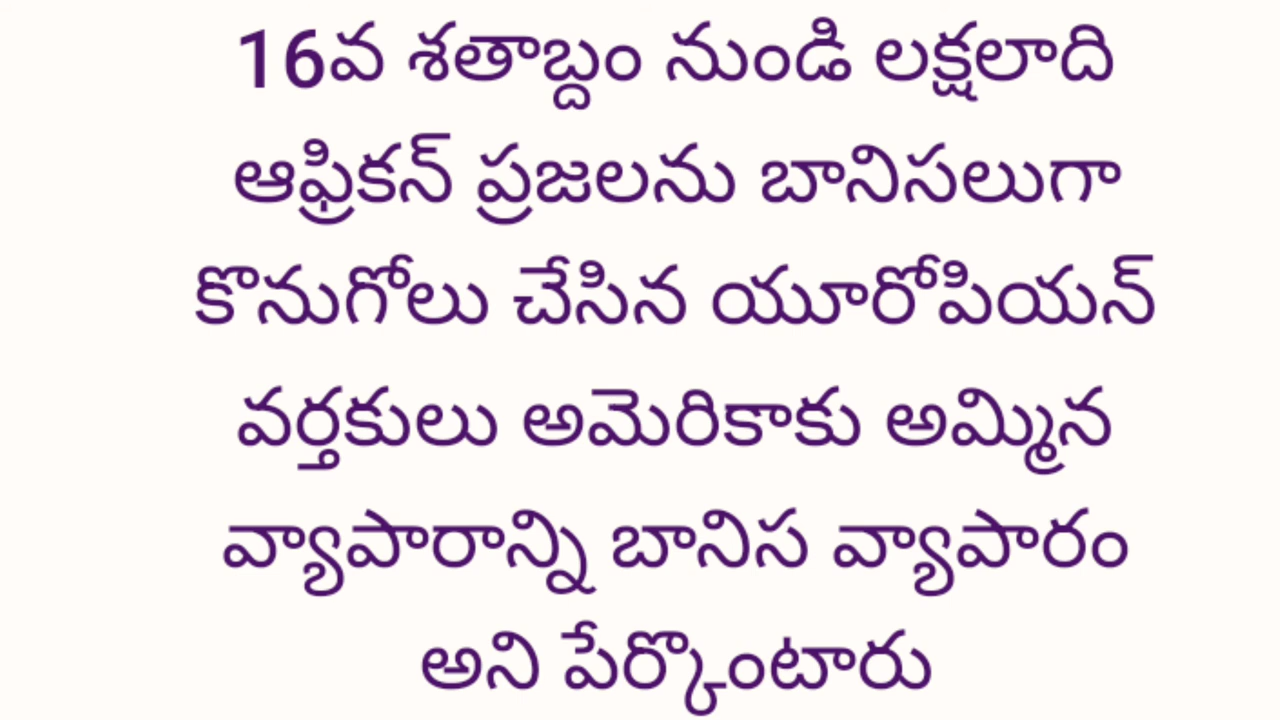 16వ శతాబ్దం నుండి లక్షలాది
ఆఫ్రికన్ ప్రజలను బానిసలుగా
కొనుగోలు చేసిన యూరోపియన్
వర్తకులు అమెరికాకు అమ్మిన
వ్యాపారాన్ని బానిస వ్యాపారం
అని పేర్కొంటారు